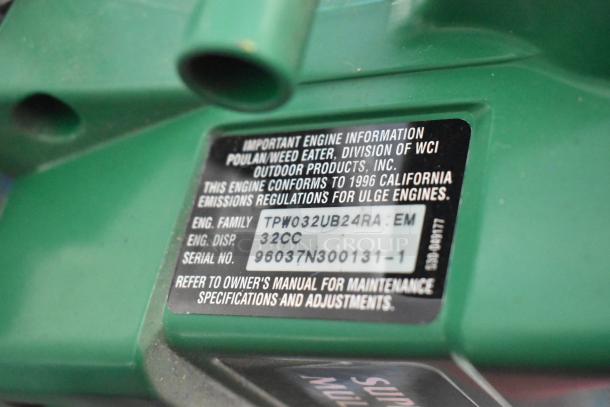 IMPORTANT ENGINE INFORMATION
POULAN/WEED EATER, DIVISION OF WCI
OUTDOOR PRODUCTS, INC.
THIS ENGINE CONFORMS TO 1996 CALIFORNIA
EMISSIONS REGULATIONS FOR ULGE ENGINES.
ENG. FAMILY TPW032UB24RA:EM
ENG. DISP. 32CC
SERIAL NO. 96037N300131-1
REFER TO OWNER'S MANUAL FOR MAINTENANCE
SPECIFICATIONS AND ADJUSTMENTS.
GROUP